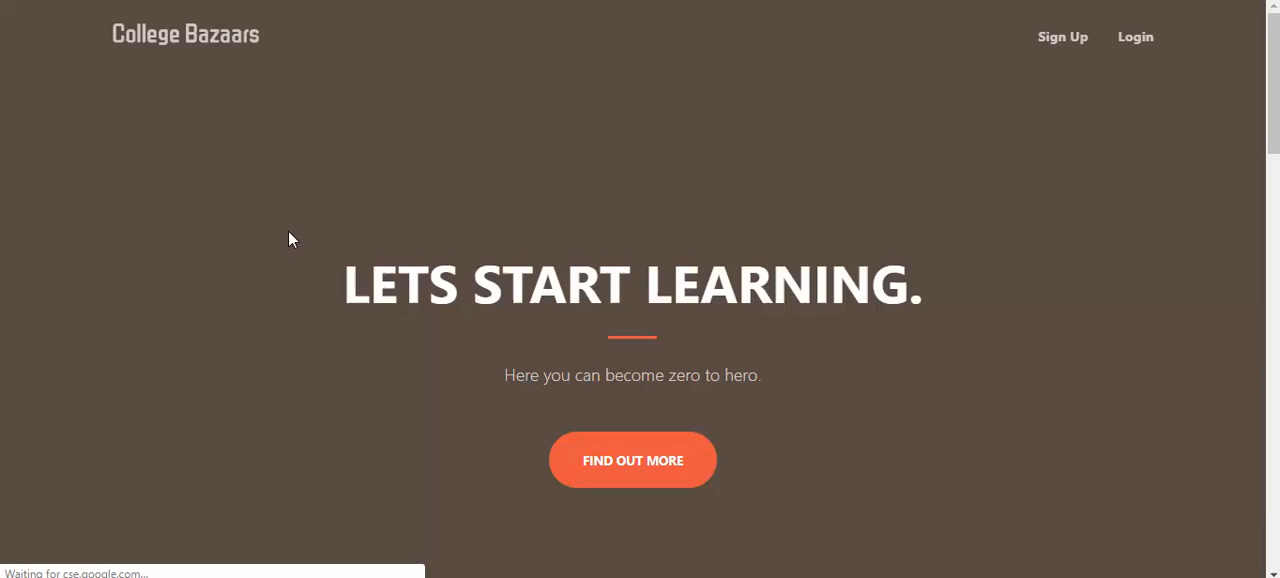 College Bazaars
Sign Up
Login
LETS START LEARNING.
Here you can become zero to hero.
FIND OUT MORE
Waiting for cse.google.com...